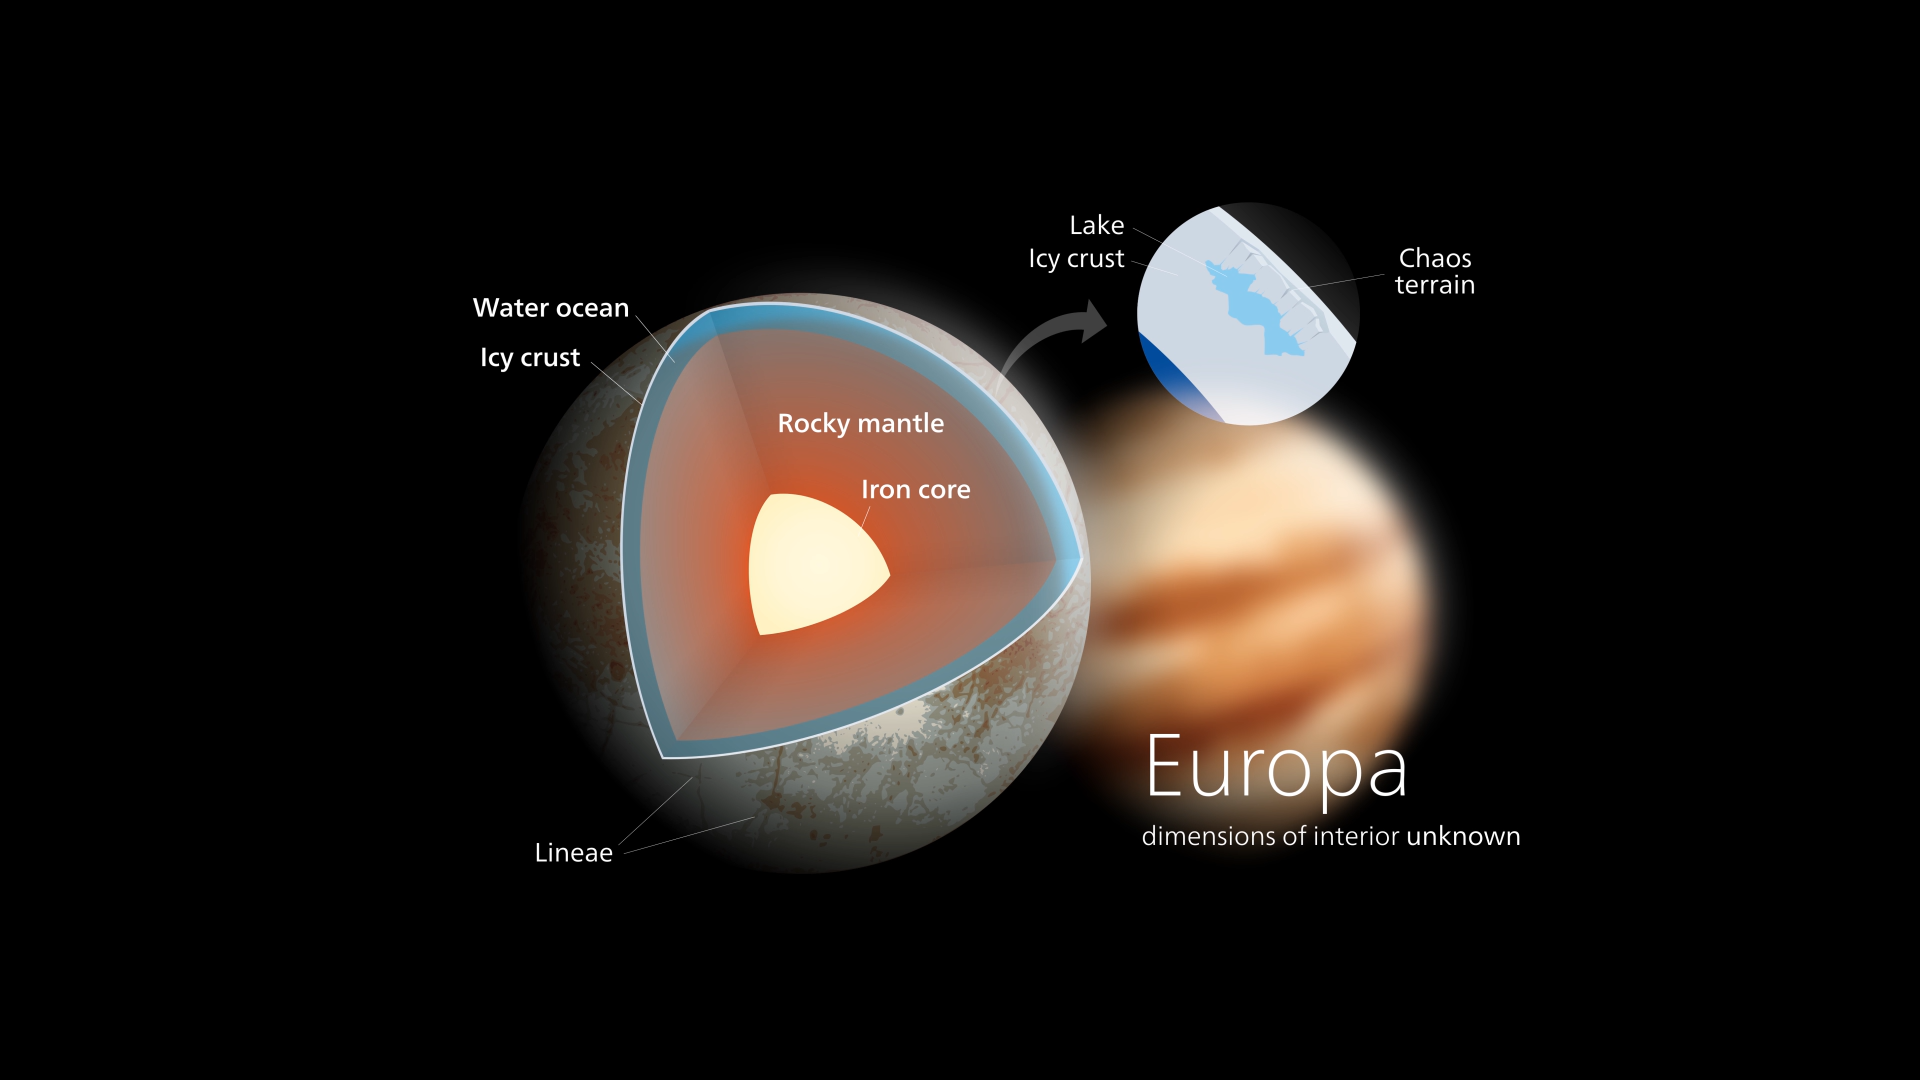 Lake
Icy crust
Chaos
terrain
Water ocean
Icy crust
Rocky mantle
Iron core
Europa
dimensions of interior unknown
Lineae